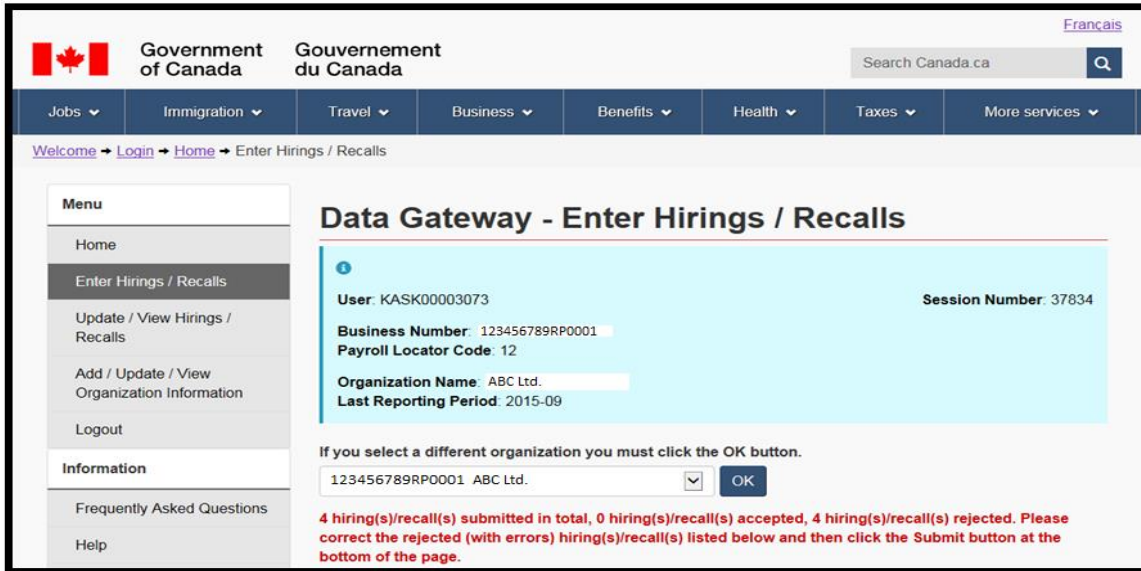 Français
Government of Canada
Gouvernement du Canada
Search Canada.ca
Jobs Immigration Travel Business Benefits Health Taxes More services
Welcome → Login → Home → Enter Hirings / Recalls
Menu
Home
Enter Hirings / Recalls
Update / View Hirings /
Recalls
Add / Update / View
Organization Information
Logout
Information
Frequently Asked Questions
Help
Data Gateway - Enter Hirings / Recalls
User: KASK00003073
Session Number: 37834
Business Number: 123456789RP0001
Payroll Locator Code: 12
Organization Name: ABC Ltd.
Last Reporting Period: 2015-09
If you select a different organization you must click the OK button.
123456789RP0001 ABC Ltd.
OK
4 hiring(s)/recall(s) submitted in total, 0 hiring(s)/recall(s) accepted, 4 hiring(s)/recall(s) rejected. Please
correct the rejected (with errors) hiring(s)/recall(s) listed below and then click the Submit button at the
bottom of the page.